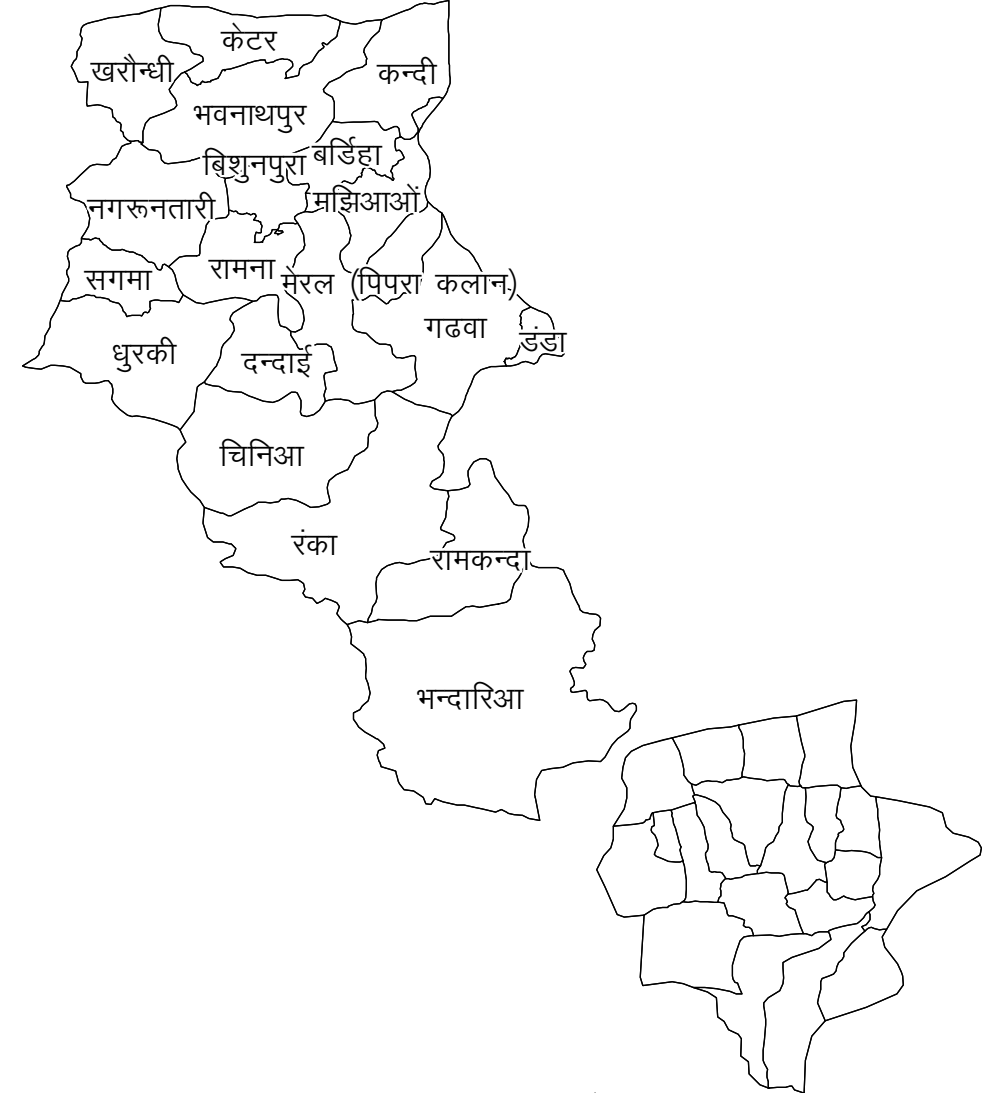 केटर
खरौन्धी
कन्दी
भवनाथपुर
बर्डिहा
बिशुनपुरा
मझिआओं
नगरूनतारी
रामना
सगमा
मेरल (पिपरा कलान)
गढवा
डंडा
धुरकी
दन्दाई
चिनिआ
रंका
रामकन्दा
भन्दारिआ